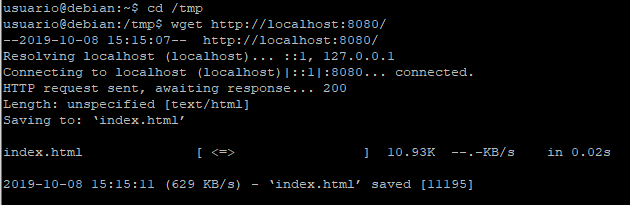 usuario@debian:~$ cd /tmp
usuario@debian:/tmp$ wget http://localhost:8080/
--2019-10-08 15:15:07--  http://localhost:8080/
Resolving localhost (localhost)... ::1, 127.0.0.1
Connecting to localhost (localhost)|::1|:8080... connected.
HTTP request sent, awaiting response... 200
Length: unspecified [text/html]
Saving to: ‘index.html’
index.html              [ <=>                ]  10.93K  --.-KB/s    in 0.02s
2019-10-08 15:15:11 (629 KB/s) - ‘index.html’ saved [11195]